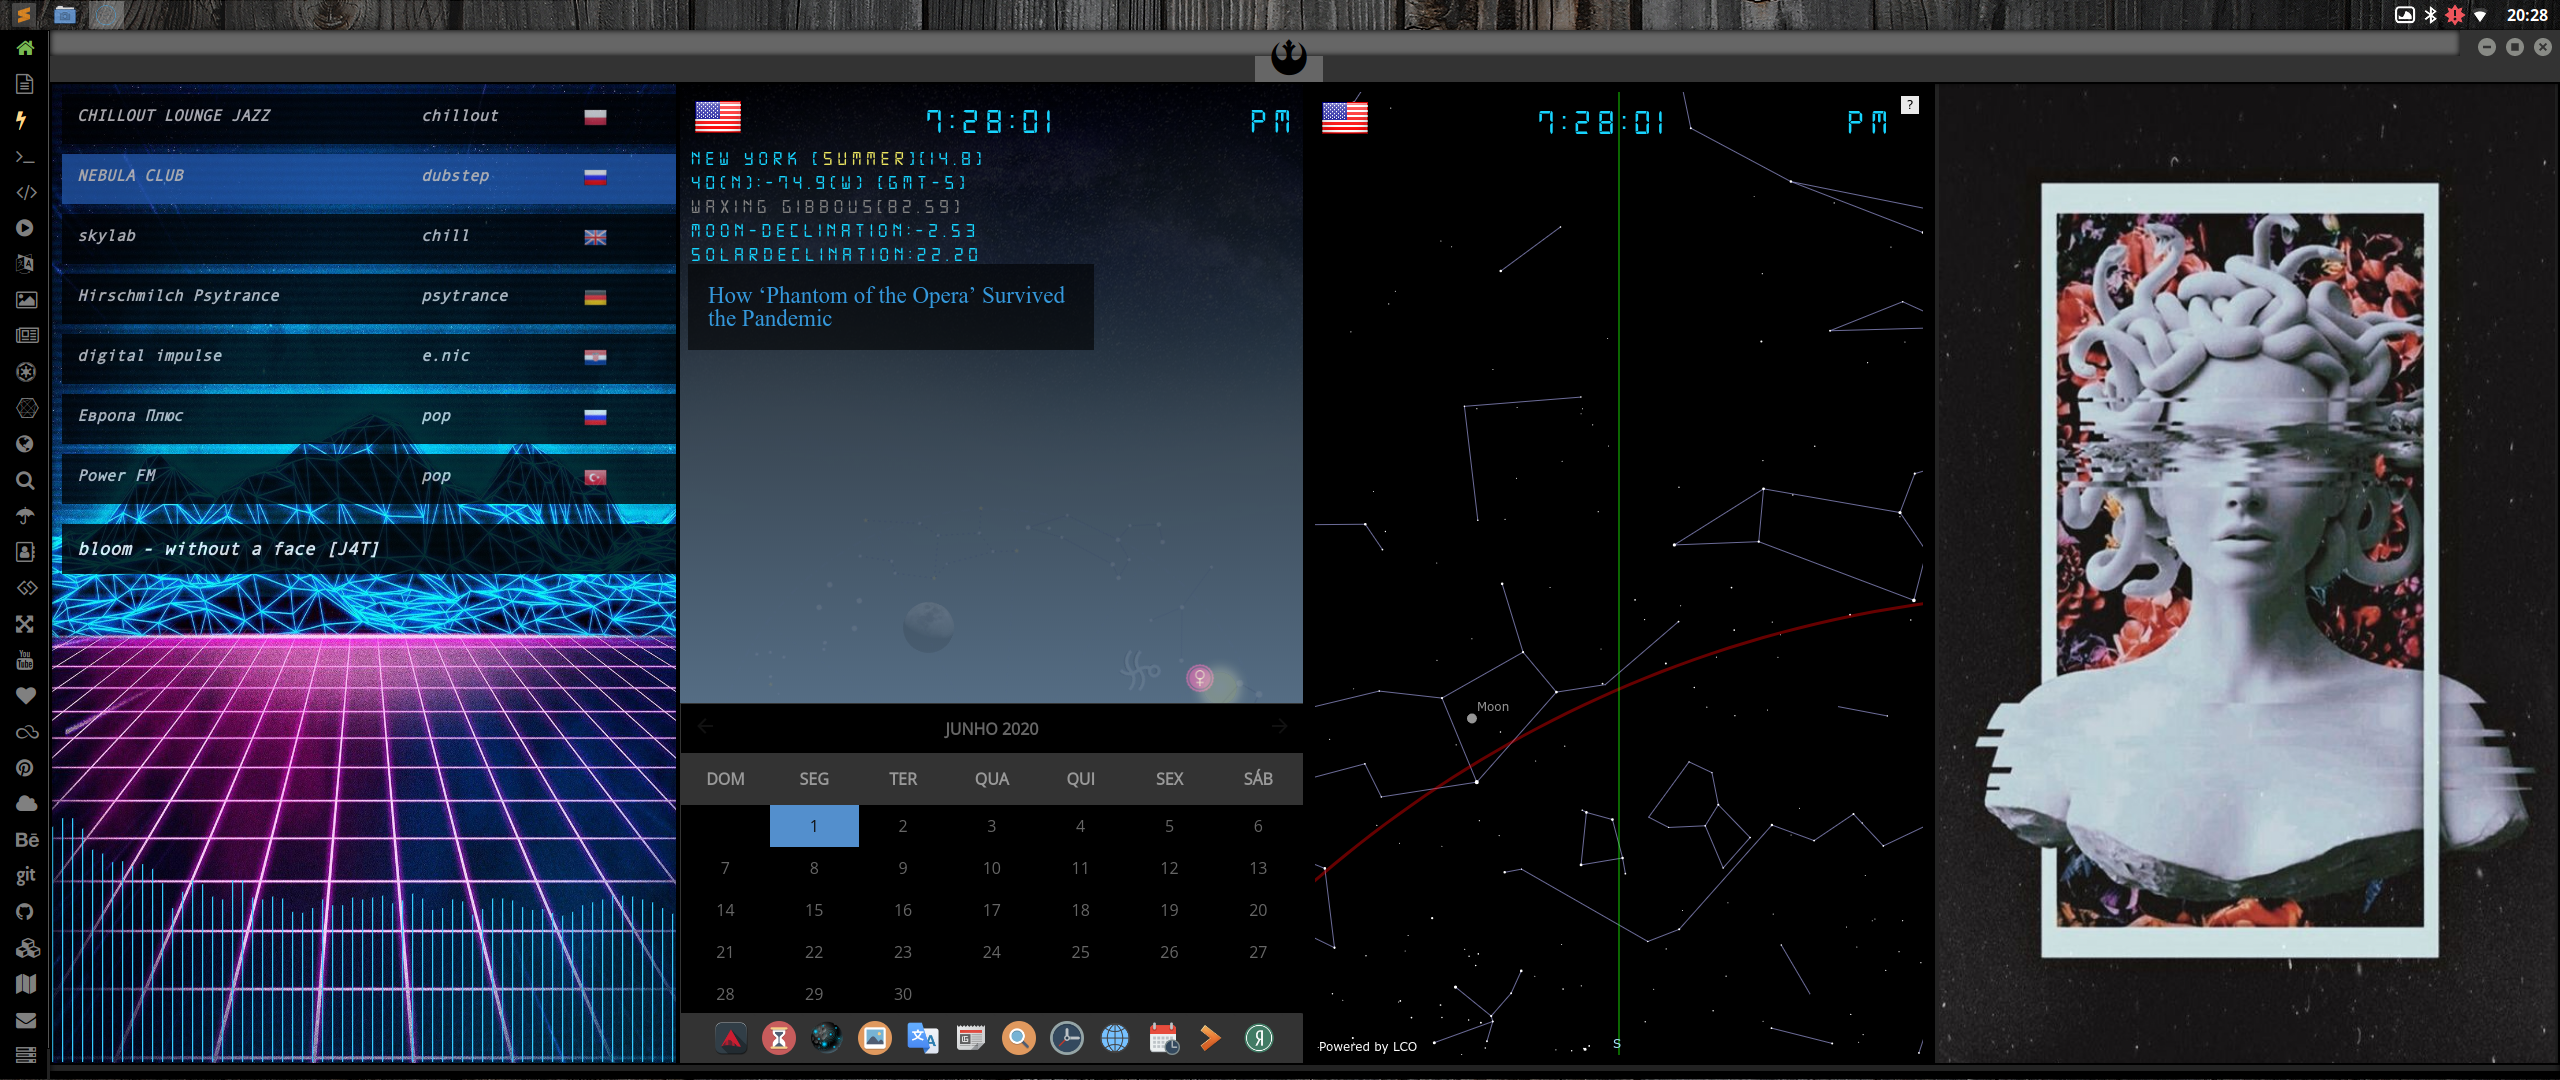 20:28
CHILLOUT LOUNGE JAZZ chillout
NEBULA CLUB dubstep
skylab chill
Hirschmilch Psytrance psytrance
digital impulse e.nic
Европа Плюс pop
Power FM pop
bloom - without a face [J4T]
You
Tube
Bē
git
7:28:01 PM
NEW YORK [SUMMER][14.8]
40(N):-74.9(W) [GMT-5]
WAXING GIBBOUS[82.59]
MOON-DECLINATION:-2.53
SOLARDECLINATION:22.20
How ‘Phantom of the Opera’ Survived
the Pandemic
JUNHO 2020
DOM SEG TER QUA QUI SEX SÁB
1 2 3 4 5 6
7 8 9 10 11 12 13
14 15 16 17 18 19 20
21 22 23 24 25 26 27
28 29 30
7:28:01 PM
?
Moon
S
Powered by LCO